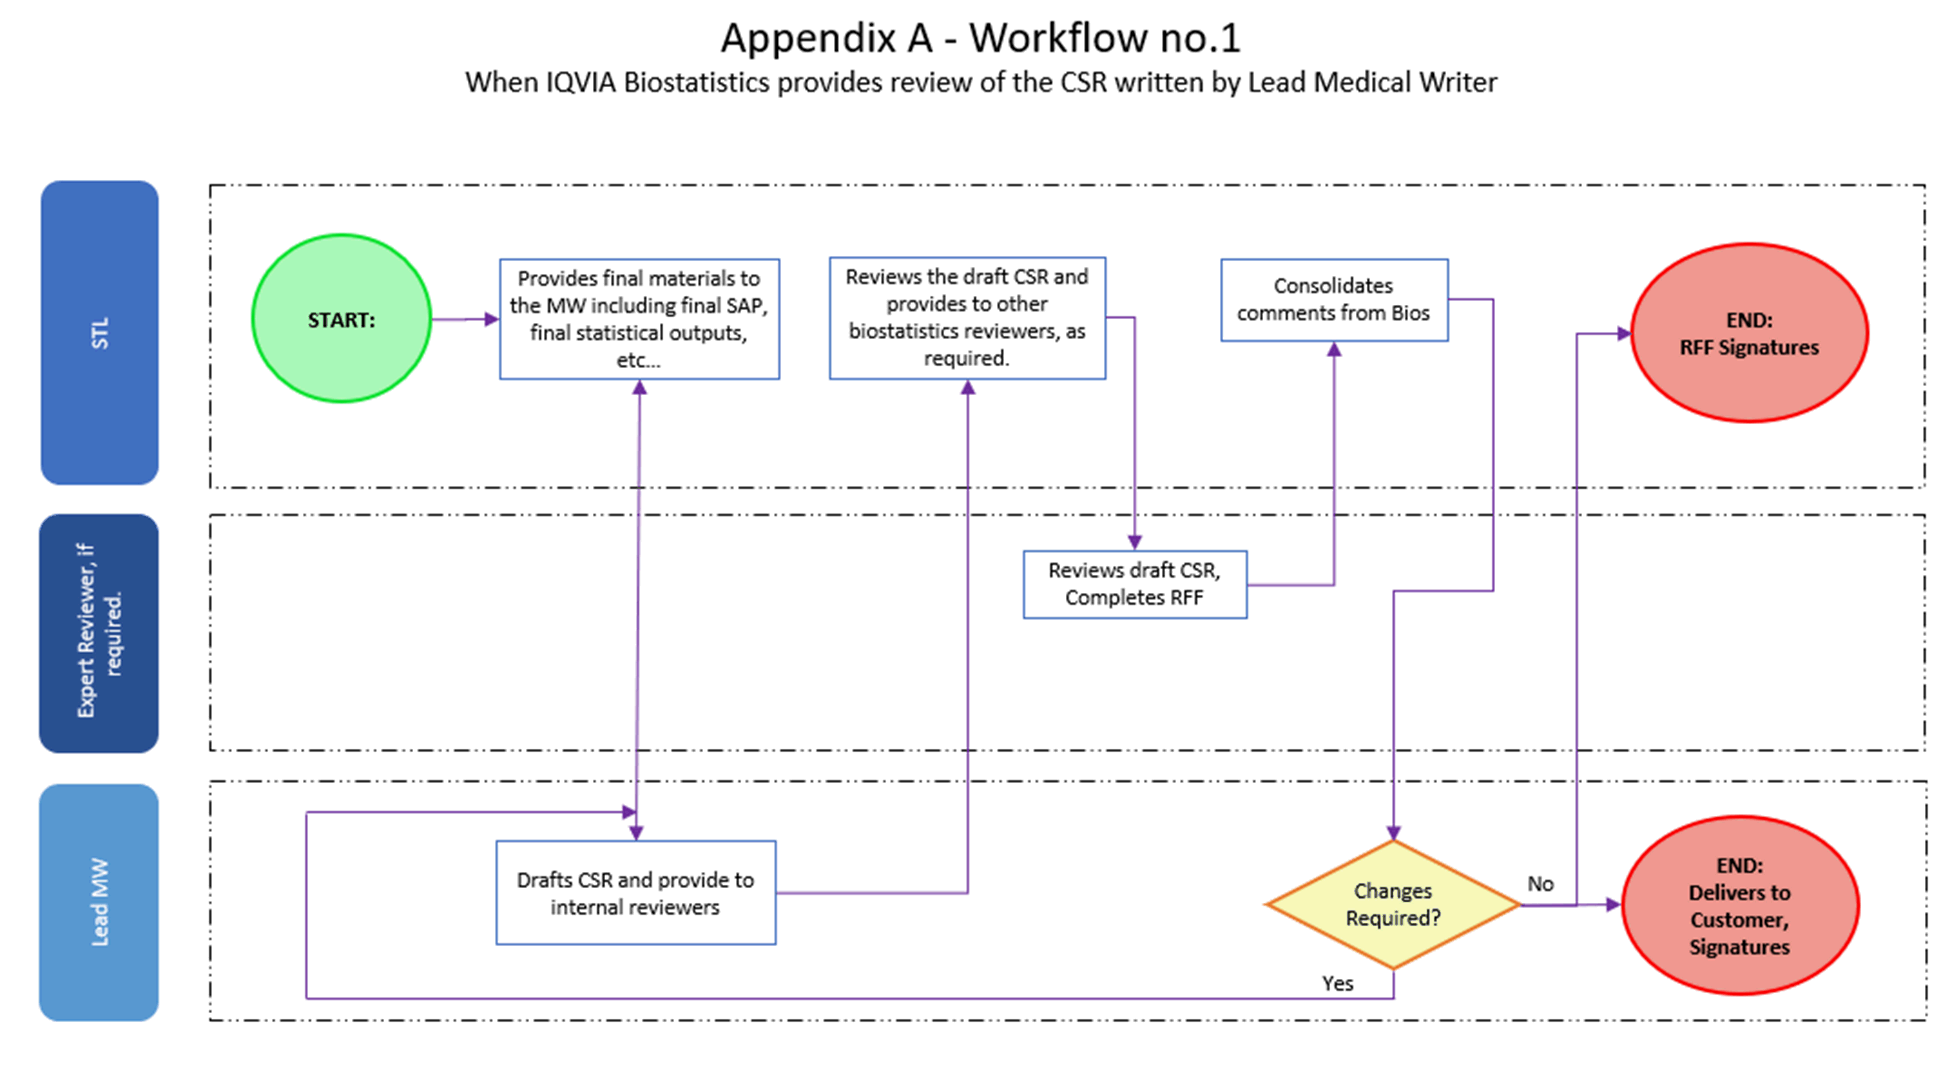 Appendix A - Workflow no.1
When IQVIA Biostatistics provides review of the CSR written by Lead Medical Writer
STL
START:
Provides final materials to
the MW including final SAP,
final statistical outputs,
etc...
Reviews the draft CSR and
provides to other
biostatistics reviewers, as
required.
Consolidates
comments from Bios
END:
RFF Signatures
Expert Reviewer, if
required.
Reviews draft CSR,
Completes RFF
Lead MW
Drafts CSR and provide to
internal reviewers
Changes
Required?
No
Yes
END:
Delivers to
Customer,
Signatures